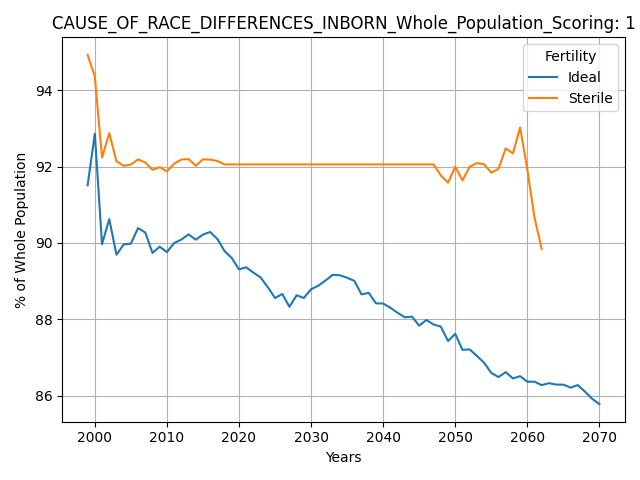 CAUSE_OF_RACE_DIFFERENCES_INBORN_Whole_Population_Scoring: 1
Fertility
Ideal
Sterile
94
92
90
88
86
% of Whole Population
2000 2010 2020 2030 2040 2050 2060 2070
Years